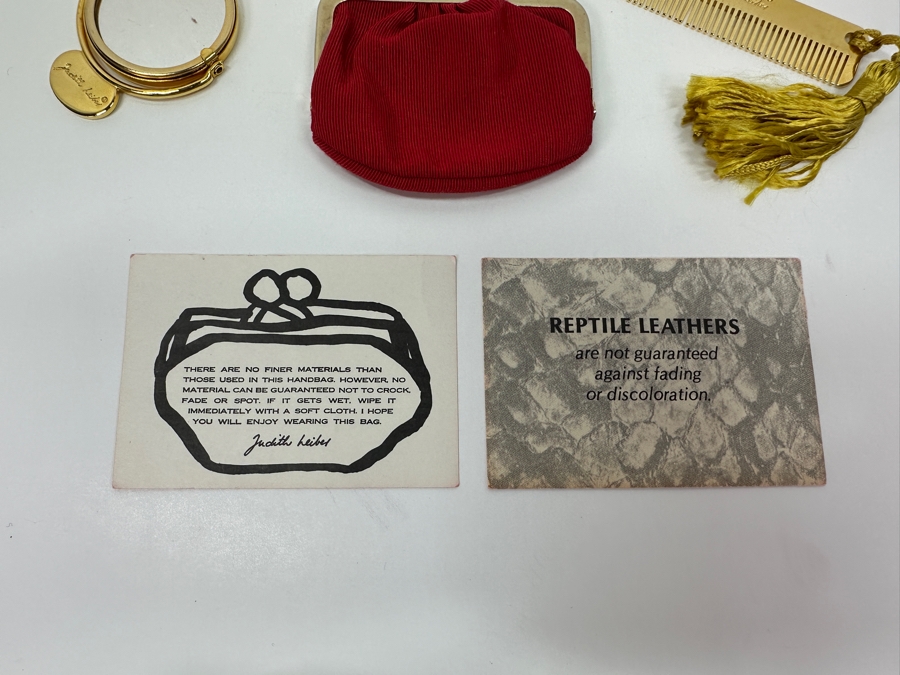 Judith Leiber
THERE ARE NO FINER MATERIALS THAN
THOSE USED IN THIS HANDBAG. HOWEVER, NO
MATERIAL CAN BE GUARANTEED NOT TO CROCK,
FADE OR SPOT. IF IT GETS WET, WIPE IT
IMMEDIATELY WITH A SOFT CLOTH. I HOPE
YOU WILL ENJOY WEARING THIS BAG.
Judith Leiber
REPTILE LEATHERS
are not guaranteed
against fading
or discoloration.